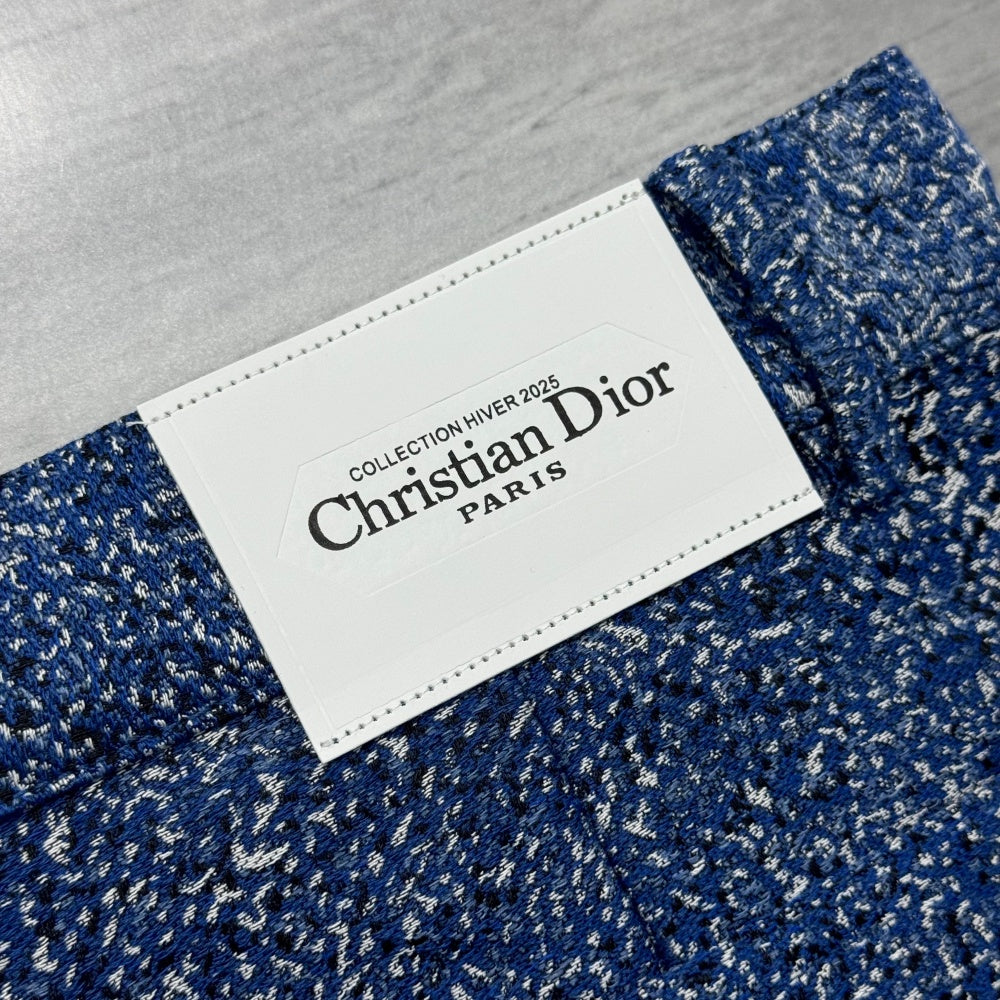 COLLECTION HIVER 2025
Christian Dior
PARIS